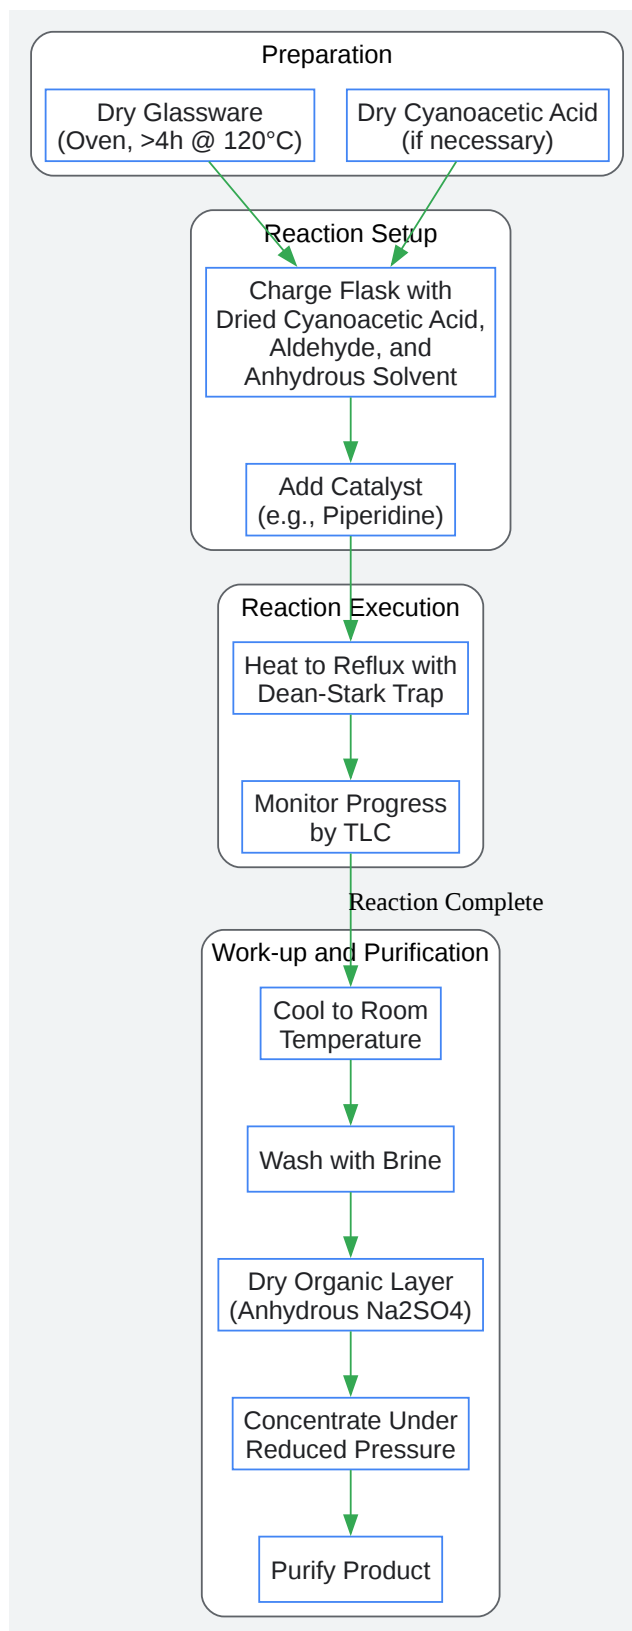 Preparation
Dry Glassware
(Oven, >4h @ 120°C)
Dry Cyanoacetic Acid
(if necessary)
Reaction Setup
Charge Flask with
Dried Cyanoacetic Acid,
Aldehyde, and
Anhydrous Solvent
Add Catalyst
(e.g., Piperidine)
Reaction Execution
Heat to Reflux with
Dean-Stark Trap
Monitor Progress
by TLC
Reaction Complete
Work-up and Purification
Cool to Room
Temperature
Wash with Brine
Dry Organic Layer
(Anhydrous Na2SO4)
Concentrate Under
Reduced Pressure
Purify Product